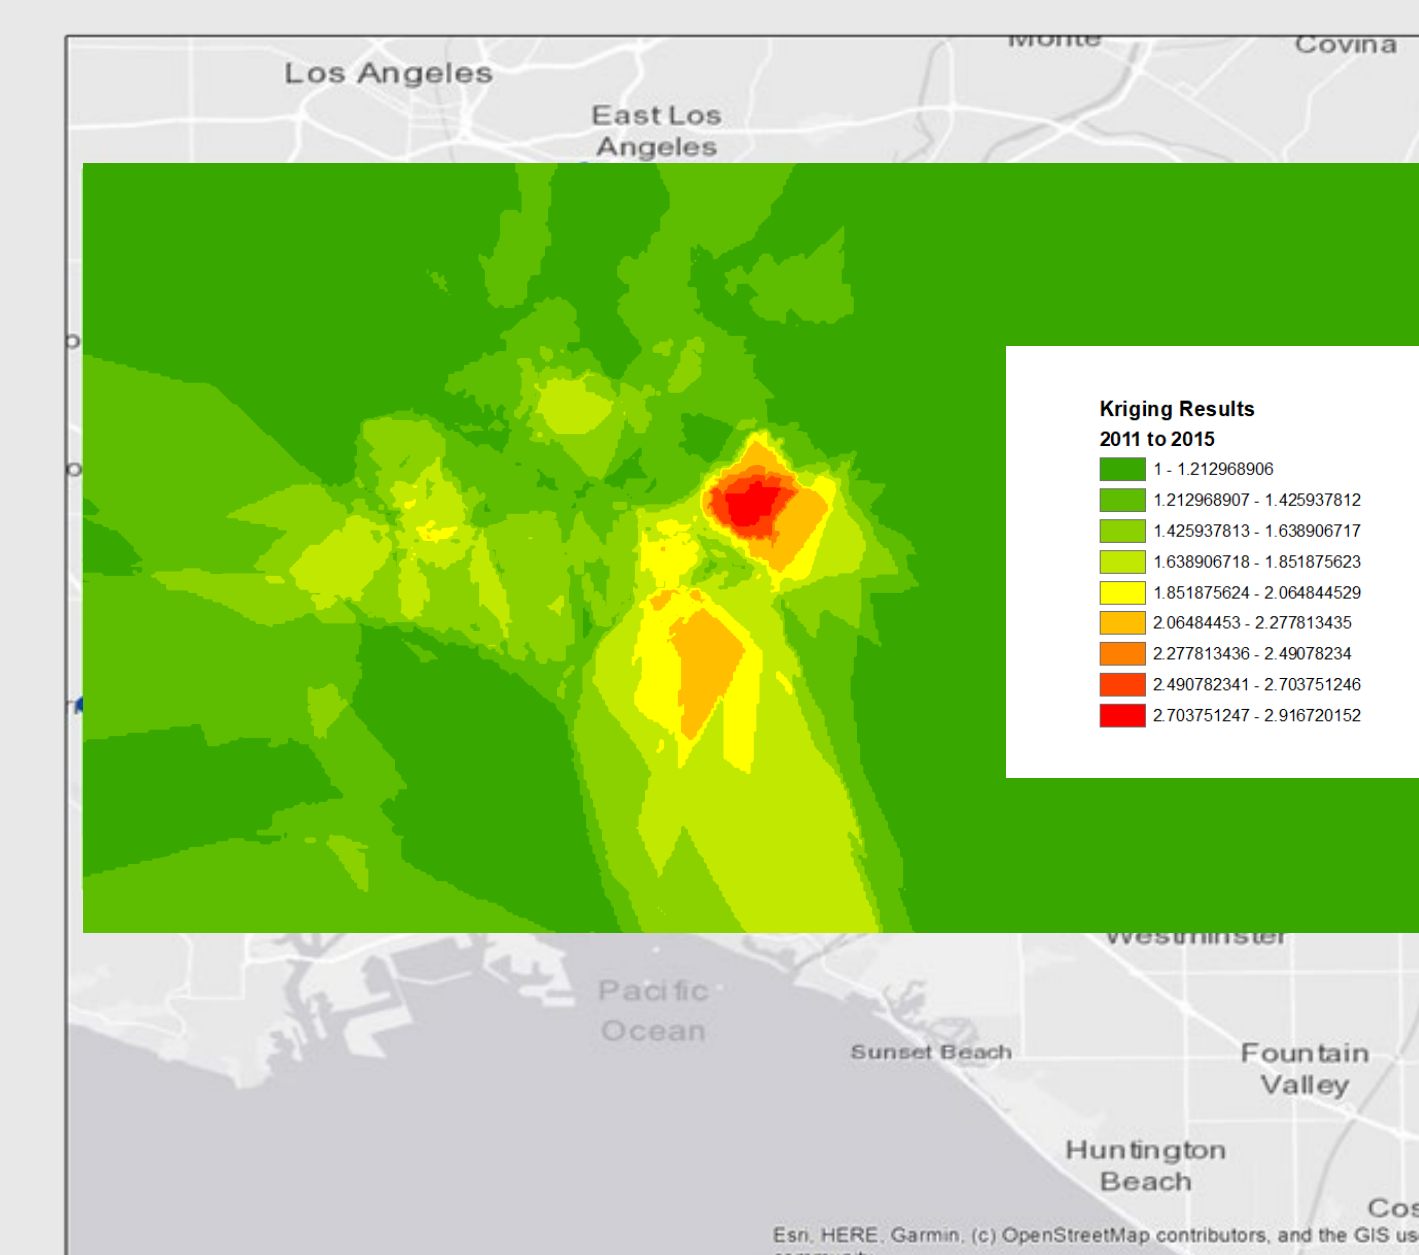 Monte
Covina
Los Angeles
East Los
Angeles
Kriging Results
2011 to 2015
1 - 1.212968906
1.212968907 - 1.425937812
1.425937813 - 1.638906717
1.638906718 - 1.851875623
1.851875624 - 2.064844529
2.06484453 - 2.277813435
2.277813436 - 2.49078234
2.490782341 - 2.703751246
2.703751247 - 2.916720152
Westminster
Pacific
Ocean
Sunset Beach
Fountain
Valley
Huntington
Beach
Cos
Esri, HERE, Garmin, (c) OpenStreetMap contributors, and the GIS us
community